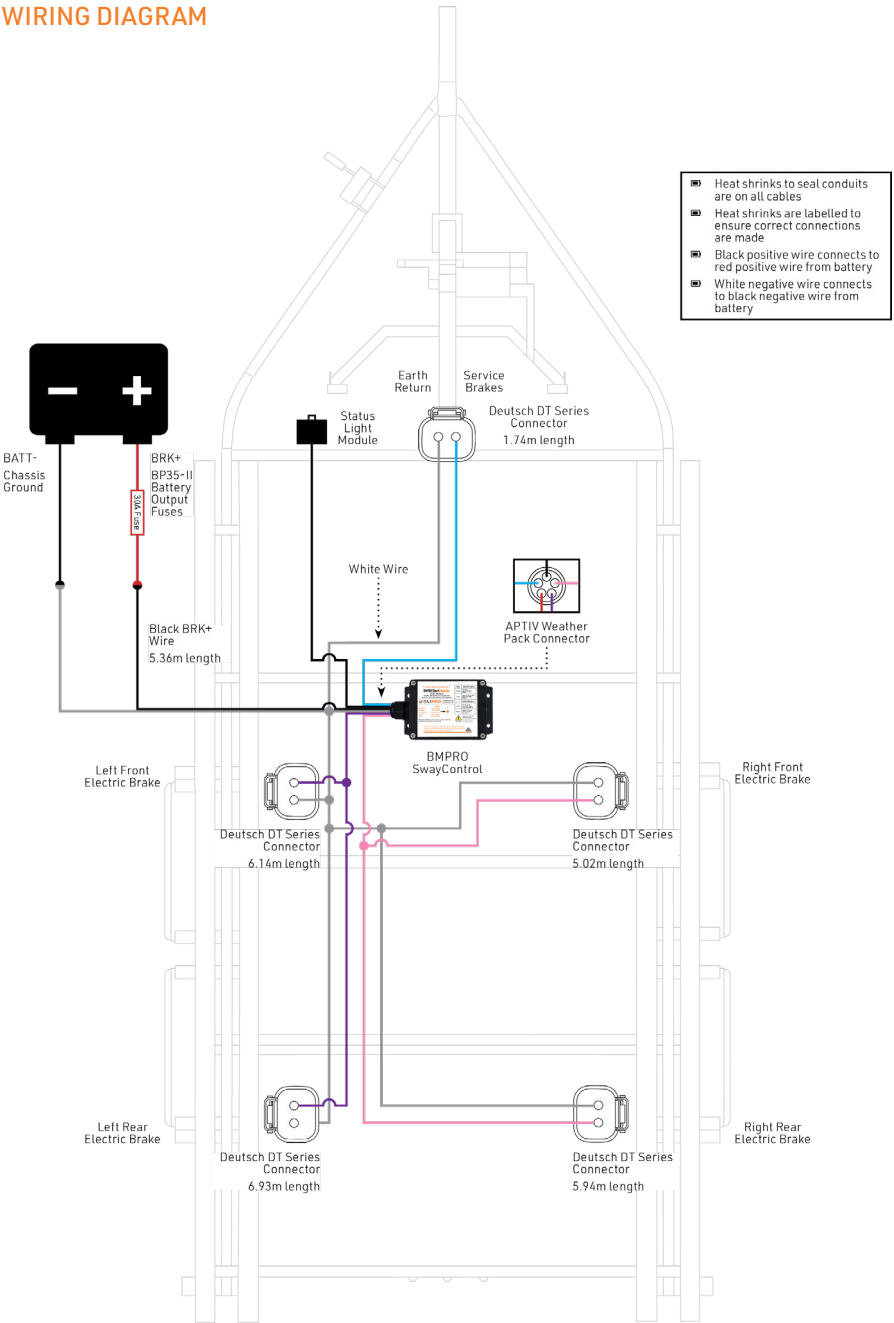 WIRING DIAGRAM
Heat shrinks to seal conduits
are on all cables
Heat shrinks are labelled to
ensure correct connections
are made
Black positive wire connects to
red positive wire from battery
White negative wire connects
to black negative wire from
battery
Earth
Return
Service
Brakes
Status
Light
Module
Deutsch DT Series
Connector
1.74m length
BATT-
Chassis
Ground
BRK+
BP35-II
Battery
Output
Fuses
30A Fuse
White Wire
APTIV Weather
Pack Connector
Black BRK+
Wire
5.36m length
BMPRO
SwayControl
Left Front
Electric Brake
Right Front
Electric Brake
Deutsch DT Series
Connector
6.14m length
Deutsch DT Series
Connector
5.02m length
Left Rear
Electric Brake
Right Rear
Electric Brake
Deutsch DT Series
Connector
6.93m length
Deutsch DT Series
Connector
5.94m length